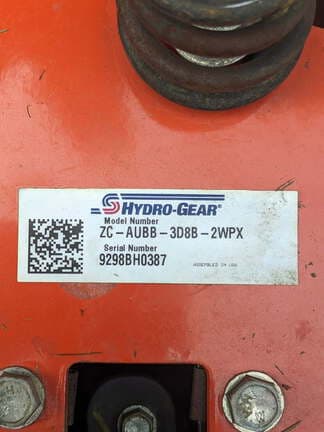 HYDRO-GEAR®
Model Number
ZC-AUBB-3D8B-2WPX
Serial Number
9298BH0387
ASSEMBLED IN USA